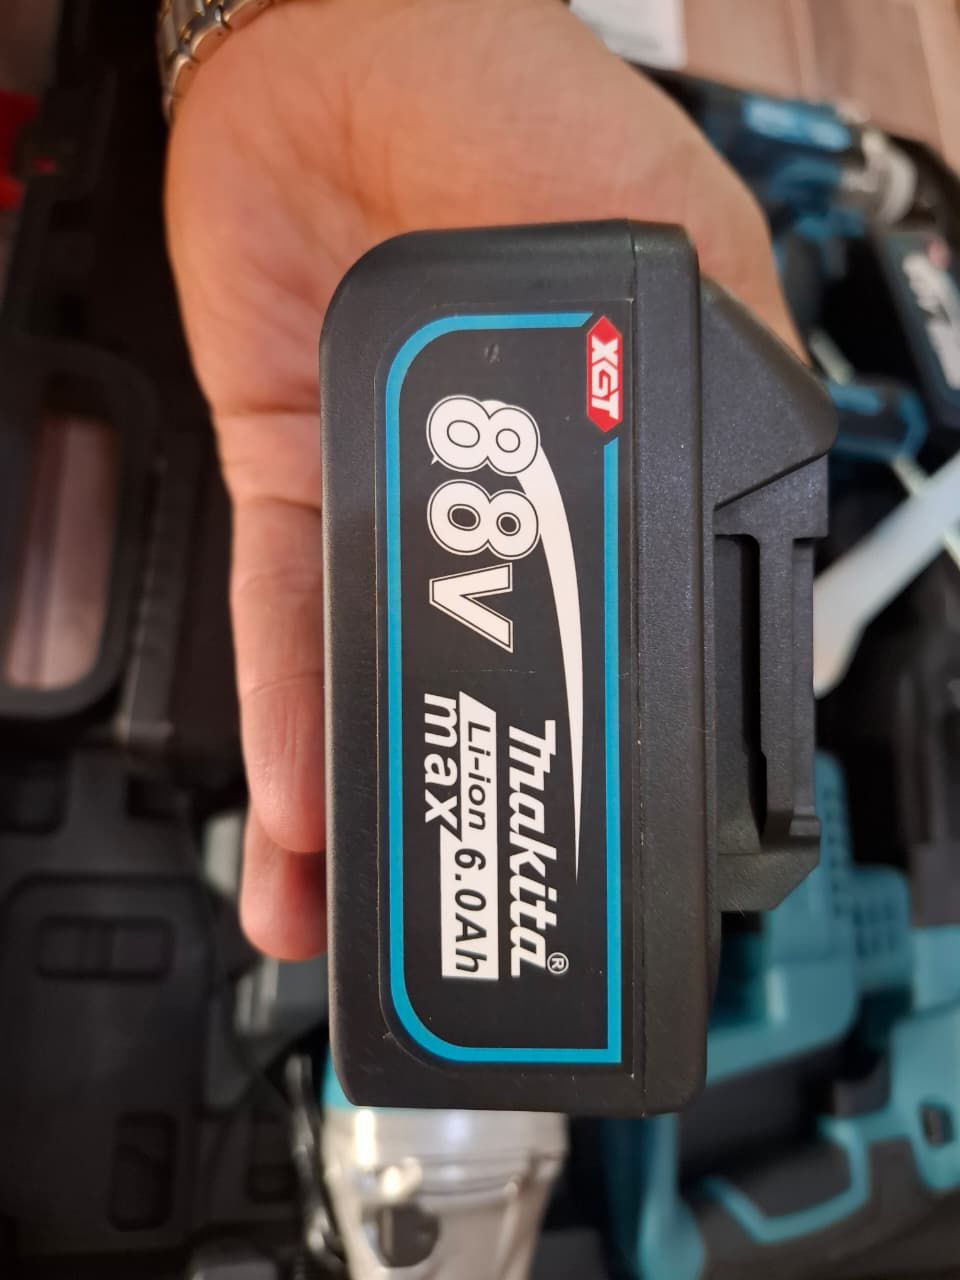 XGT
88V
Makita®
Li-ion 6.0Ah
max